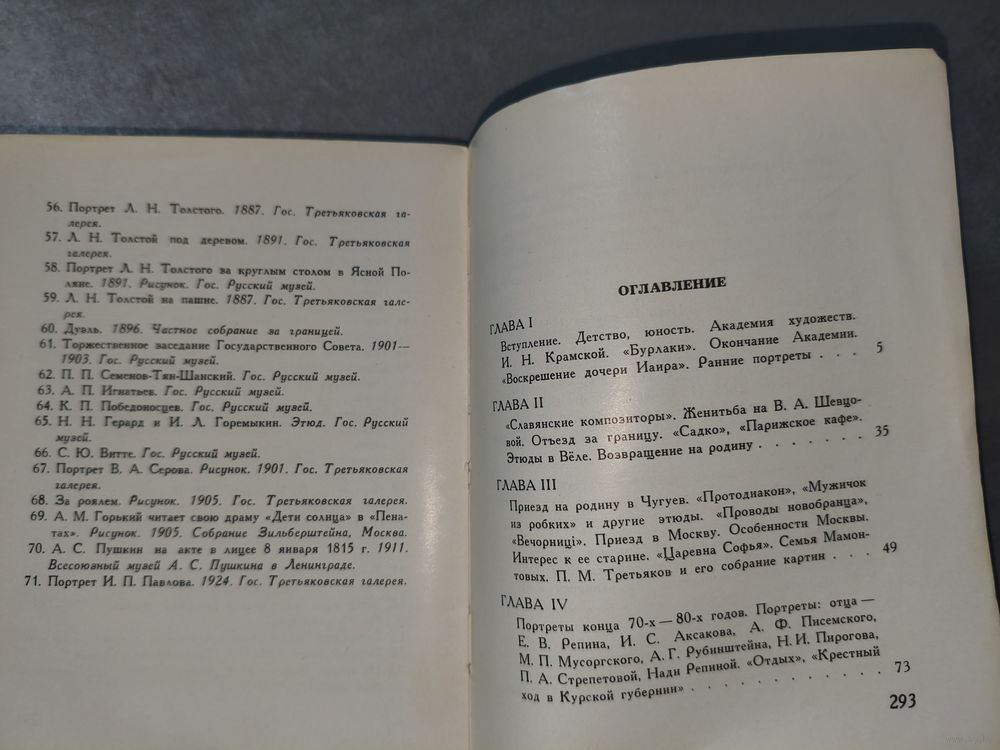 56. Портрет Л. Н. Толстого. 1887. Гос. Третьяковская га-
лерея.
57. Л. Н. Толстой под деревом. 1891. Гос. Третьяковская
галерея.
58. Портрет Л. Н. Толстого за круглым столом в Ясной По-
ляне. 1891. Рисунок. Гос. Русский музей.
59. Л. Н. Толстой на пашне. 1887. Гос. Третьяковская гале-
рея.
60. Дуэль. 1896. Частное собрание за границей.
61. Торжественное заседание Государственного Совета. 1901—
1903. Гос. Русский музей.
62. П. П. Семенов-Тян-Шанский. Гос. Русский музей.
63. А. П. Игнатьев. Гос. Русский музей.
64. К. П. Победоносцев. Гос. Русский музей.
65. Н. Н. Герард и И. Л. Горемыкин. Этюд. Гос. Русский
музей.
66. С. Ю. Витте. Гос. Русский музей.
67. Портрет В. А. Серова. Рисунок. 1901. Гос. Третьяковская
галерея.
68. За роялем. Рисунок. 1905. Гос. Третьяковская галерея.
69. А. М. Горький читает свою драму «Дети солнца» в «Пена-
тах». Рисунок. 1905. Собрание Зильберштейна, Москва.
70. А. С. Пушкин на акте в лицее 8 января 1815 г. 1911.
Всесоюзный музей А. С. Пушкина в Ленинграде.
71. Портрет И. П. Павлова. 1924. Гос. Третьяковская галерея.
ОГЛАВЛЕНИЕ
ГЛАВА I
Вступление. Детство, юность. Академия художеств.
И. Н. Крамской. «Бурлаки». Окончание Академии.
«Воскрешение дочери Иаира». Ранние портреты . . . 5
ГЛАВА II
«Славянские композиторы». Женитьба на В. А. Шевцо-
вой. Отъезд за границу. «Садко», «Парижское кафе».
Этюды в Вёле. Возвращение на родину . . . . . . . 35
ГЛАВА III
Приезд на родину в Чугуев. «Протодиакон», «Мужичок
из робких» и другие этюды. «Проводы новобранца»,
«Вечорниці». Приезд в Москву. Особенности Москвы.
Интерес к ее старине. «Царевна Софья». Семья Мамон-
товых. П. М. Третьяков и его собрание картин . . . 49
ГЛАВА IV
Портреты конца 70-х — 80-х годов. Портреты: отца —
Е. В. Репина, И. С. Аксакова, А. Ф. Писемского,
М. П. Мусоргского, А. Г. Рубинштейна, Н. И. Пирогова,
П. А. Стрепетовой, Нади Репиной. «Отдых», «Крестный
ход в Курской губернии» . . . . . . . . . . . . 73
293